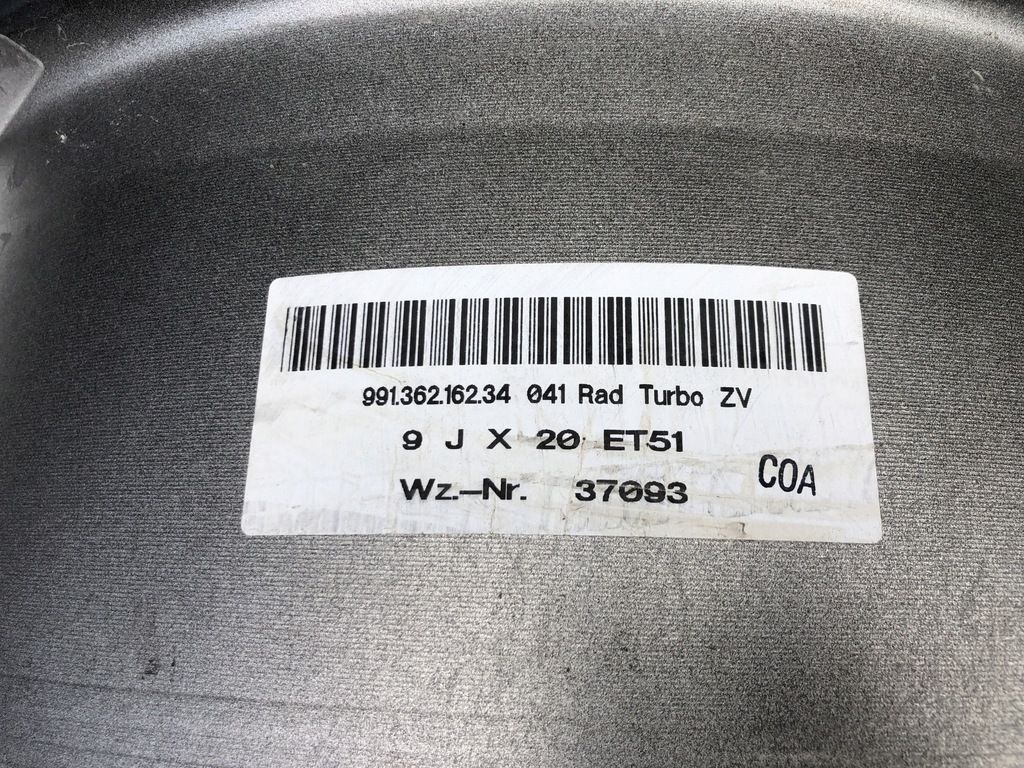 991.362.162.34 041 Rad Turbo ZV
9 J X 20 ET51
Wz.-Nr. 37093
COA